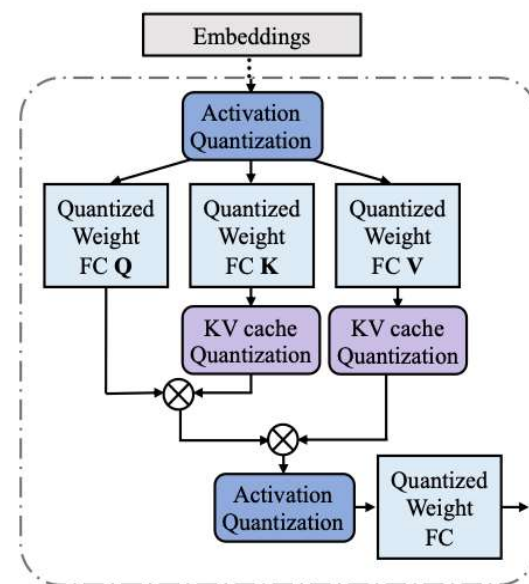 Embeddings
Activation
Quantization
Quantized
Weight
FC Q
Quantized
Weight
FC K
Quantized
Weight
FC V
KV cache
Quantization
KV cache
Quantization
Activation
Quantization
Quantized
Weight
FC